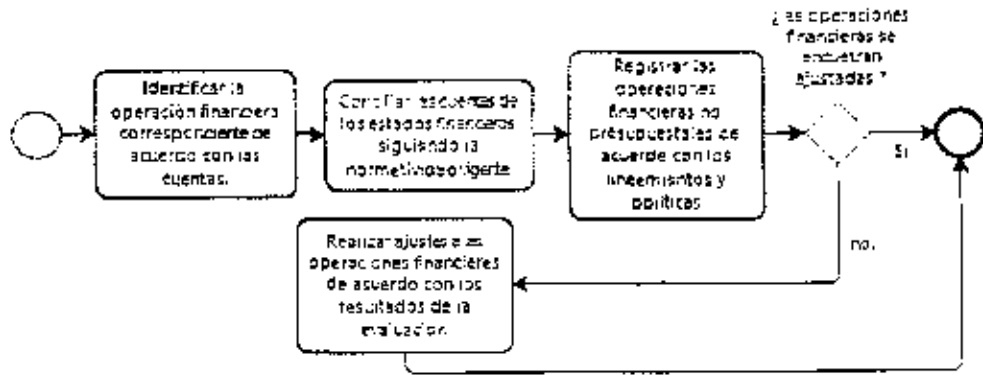 Identificar la
operación financiera
correspondiente de
acuerdo con las
cuentas.
las cuentas de
los estados financieros
siguiendo la
normatividad vigente
Registrar las
operaciones
financieras no
presupuestales de
acuerdo con los
lineamientos y
políticas
¿Las operaciones
financieras se
encuentran
ajustadas?
Si
no.
Realizar ajustes a las
operaciones financieras
de acuerdo con los
resultados de la
evaluación